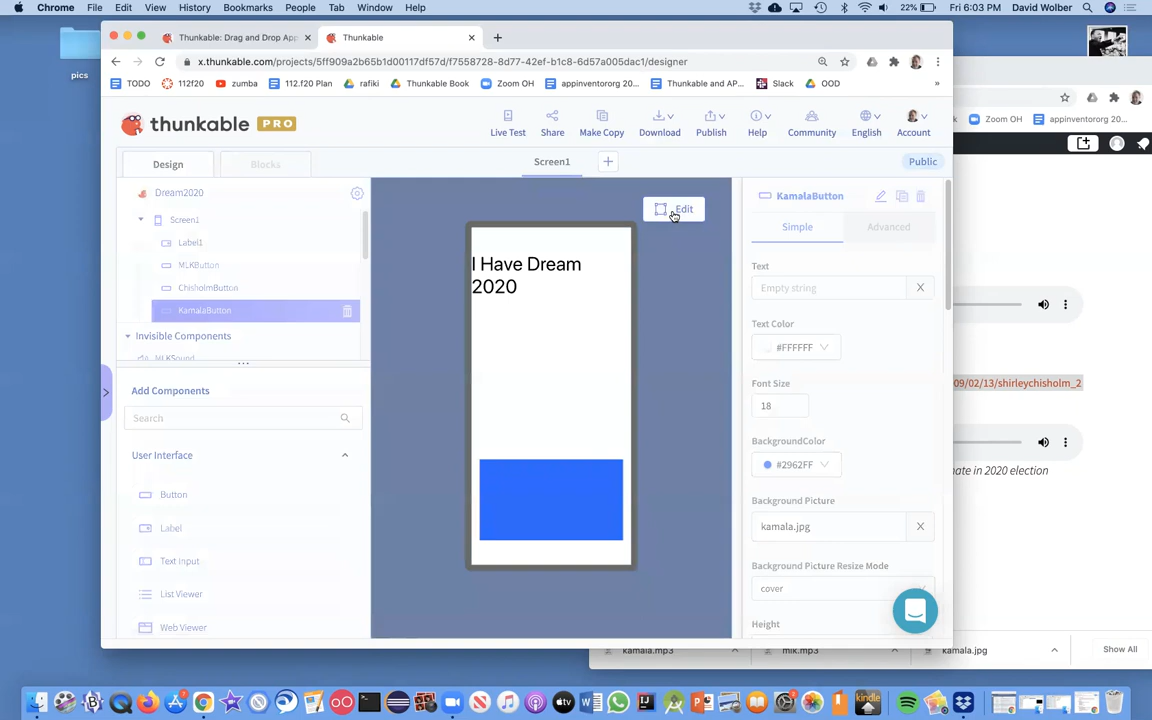 Chrome File Edit View History Bookmarks People Tab Window Help 22% Fri 6:03 PM David Wolber
pics
Thunkable: Drag and Drop App
Thunkable
x.thunkable.com/projects/5ff909a2b65b1d00117df57d/f7558728-8d77-42ef-b1c8-6d57a005dac1/designer
TODO 112f20 zumba 112.f20 Plan rafiki Thunkable Book Zoom OH appinventororg 20... Thunkable and AP... Slack OOD »
Zoom OH appinventororg 20...
thunkable PRO
Live Test Share Make Copy Download Publish Help Community English Account
Design Blocks
Screen1
Public
Dream2020
Screen1
Label1
MLKButton
ChisholmButton
KamalaButton
Invisible Components
MLKSound
Add Components
Search
User Interface
Button
Label
Text Input
List Viewer
Web Viewer
Edit
I Have Dream
2020
KamalaButton
Simple Advanced
Text
Empty string
Text Color
#FFFFFF
Font Size
18
BackgroundColor
#2962FF
Background Picture
kamala.jpg
Background Picture Resize Mode
cover
Height
09/02/13/shirleychisholm_2
ate in 2020 election
kamala.mp3 mlk.mp3 kamala.jpg Show All